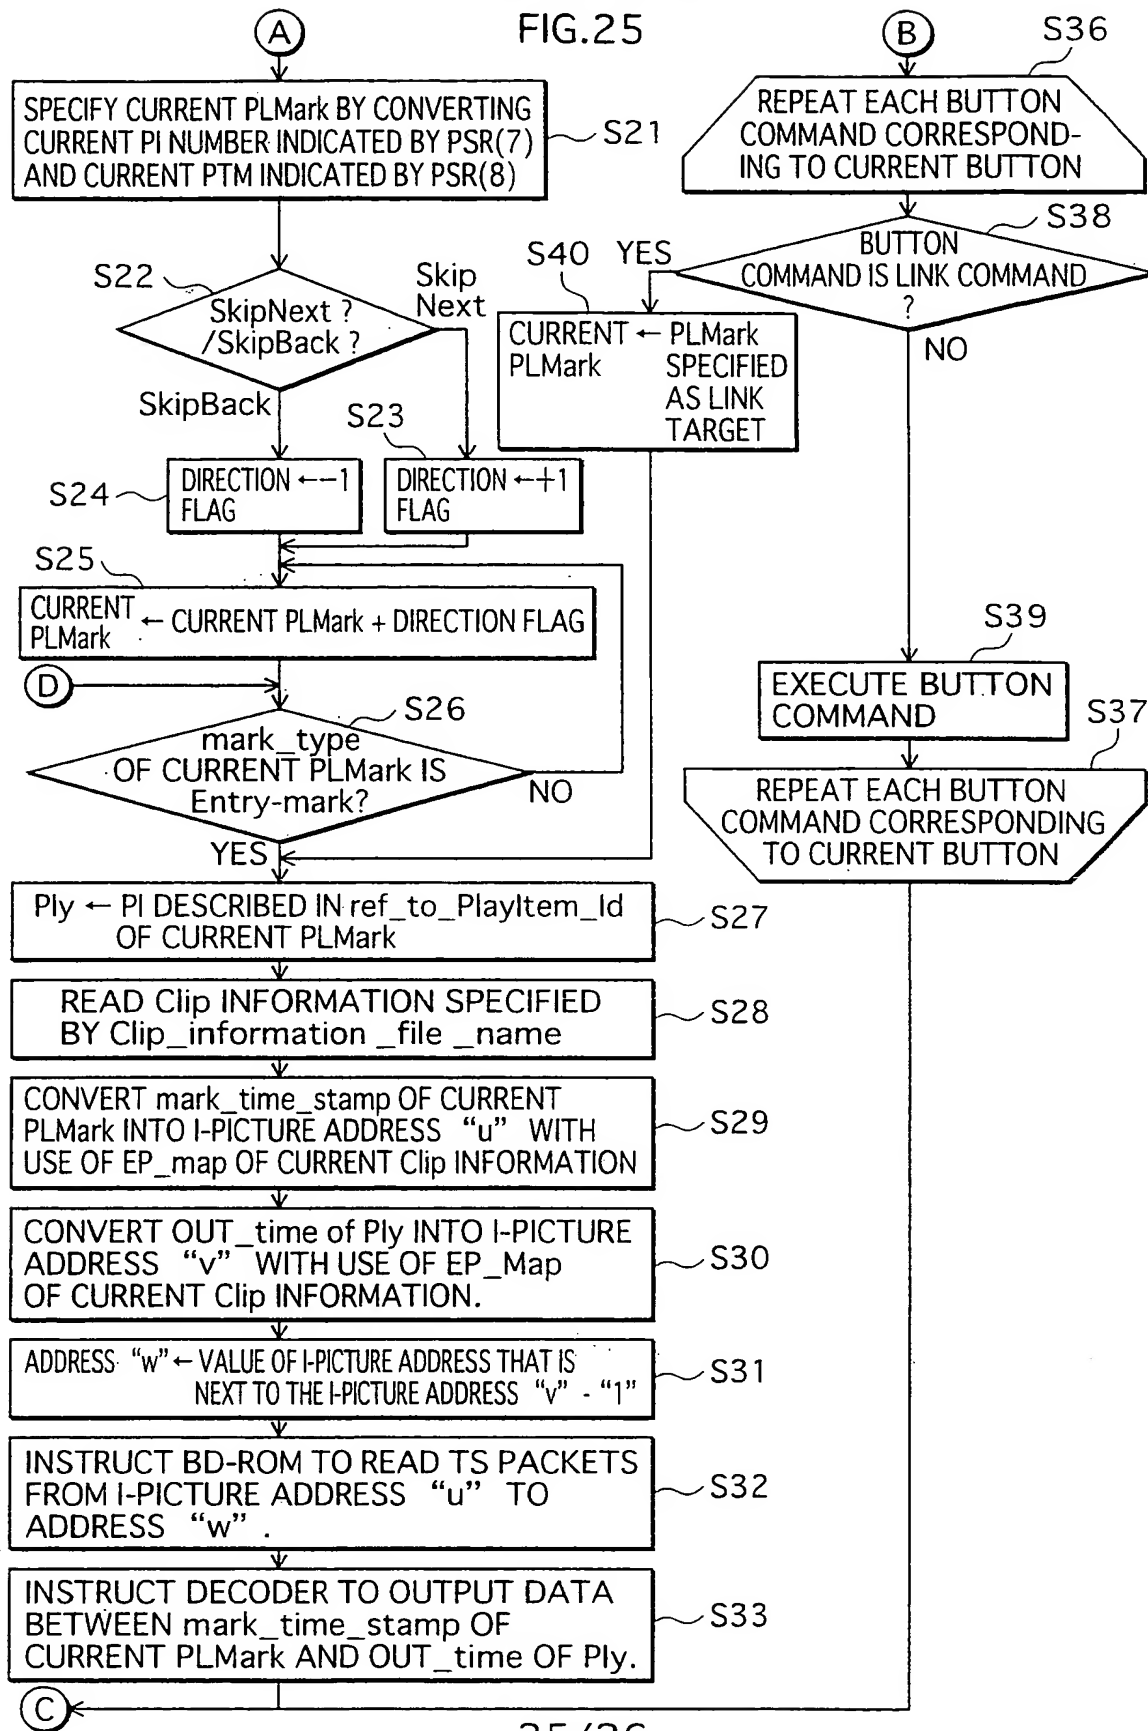 FIG.25
A
SPECIFY CURRENT PLMark BY CONVERTING
CURRENT PI NUMBER INDICATED BY PSR(7)
AND CURRENT PTM INDICATED BY PSR(8)
S21
S22
SkipNext ?
/SkipBack ?
Skip
Next
SkipBack
S23
S24
DIRECTION ←−1
FLAG
DIRECTION ←+1
FLAG
S25
CURRENT
PLMark ← CURRENT PLMark + DIRECTION FLAG
D
S26
mark_type
OF CURRENT PLMark IS
Entry-mark?
NO
YES
Ply ← PI DESCRIBED IN ref_to_PlayItem_Id
OF CURRENT PLMark
S27
READ Clip INFORMATION SPECIFIED
BY Clip_information _file _name
S28
CONVERT mark_time_stamp OF CURRENT
PLMark INTO I-PICTURE ADDRESS “u” WITH
USE OF EP_map OF CURRENT Clip INFORMATION
S29
CONVERT OUT_time of Ply INTO I-PICTURE
ADDRESS “v” WITH USE OF EP_Map
OF CURRENT Clip INFORMATION.
S30
ADDRESS “w” ← VALUE OF I-PICTURE ADDRESS THAT IS
NEXT TO THE I-PICTURE ADDRESS “v” - “1”
S31
INSTRUCT BD-ROM TO READ TS PACKETS
FROM I-PICTURE ADDRESS “u” TO
ADDRESS “w” .
S32
INSTRUCT DECODER TO OUTPUT DATA
BETWEEN mark_time_stamp OF
CURRENT PLMark AND OUT_time OF Ply.
S33
C
B
S36
REPEAT EACH BUTTON
COMMAND CORRESPOND-
ING TO CURRENT BUTTON
S38
BUTTON
COMMAND IS LINK COMMAND
?
YES
NO
S40
CURRENT ← PLMark
PLMark SPECIFIED
AS LINK
TARGET
S39
EXECUTE BUTTON
COMMAND
S37
REPEAT EACH BUTTON
COMMAND CORRESPONDING
TO CURRENT BUTTON